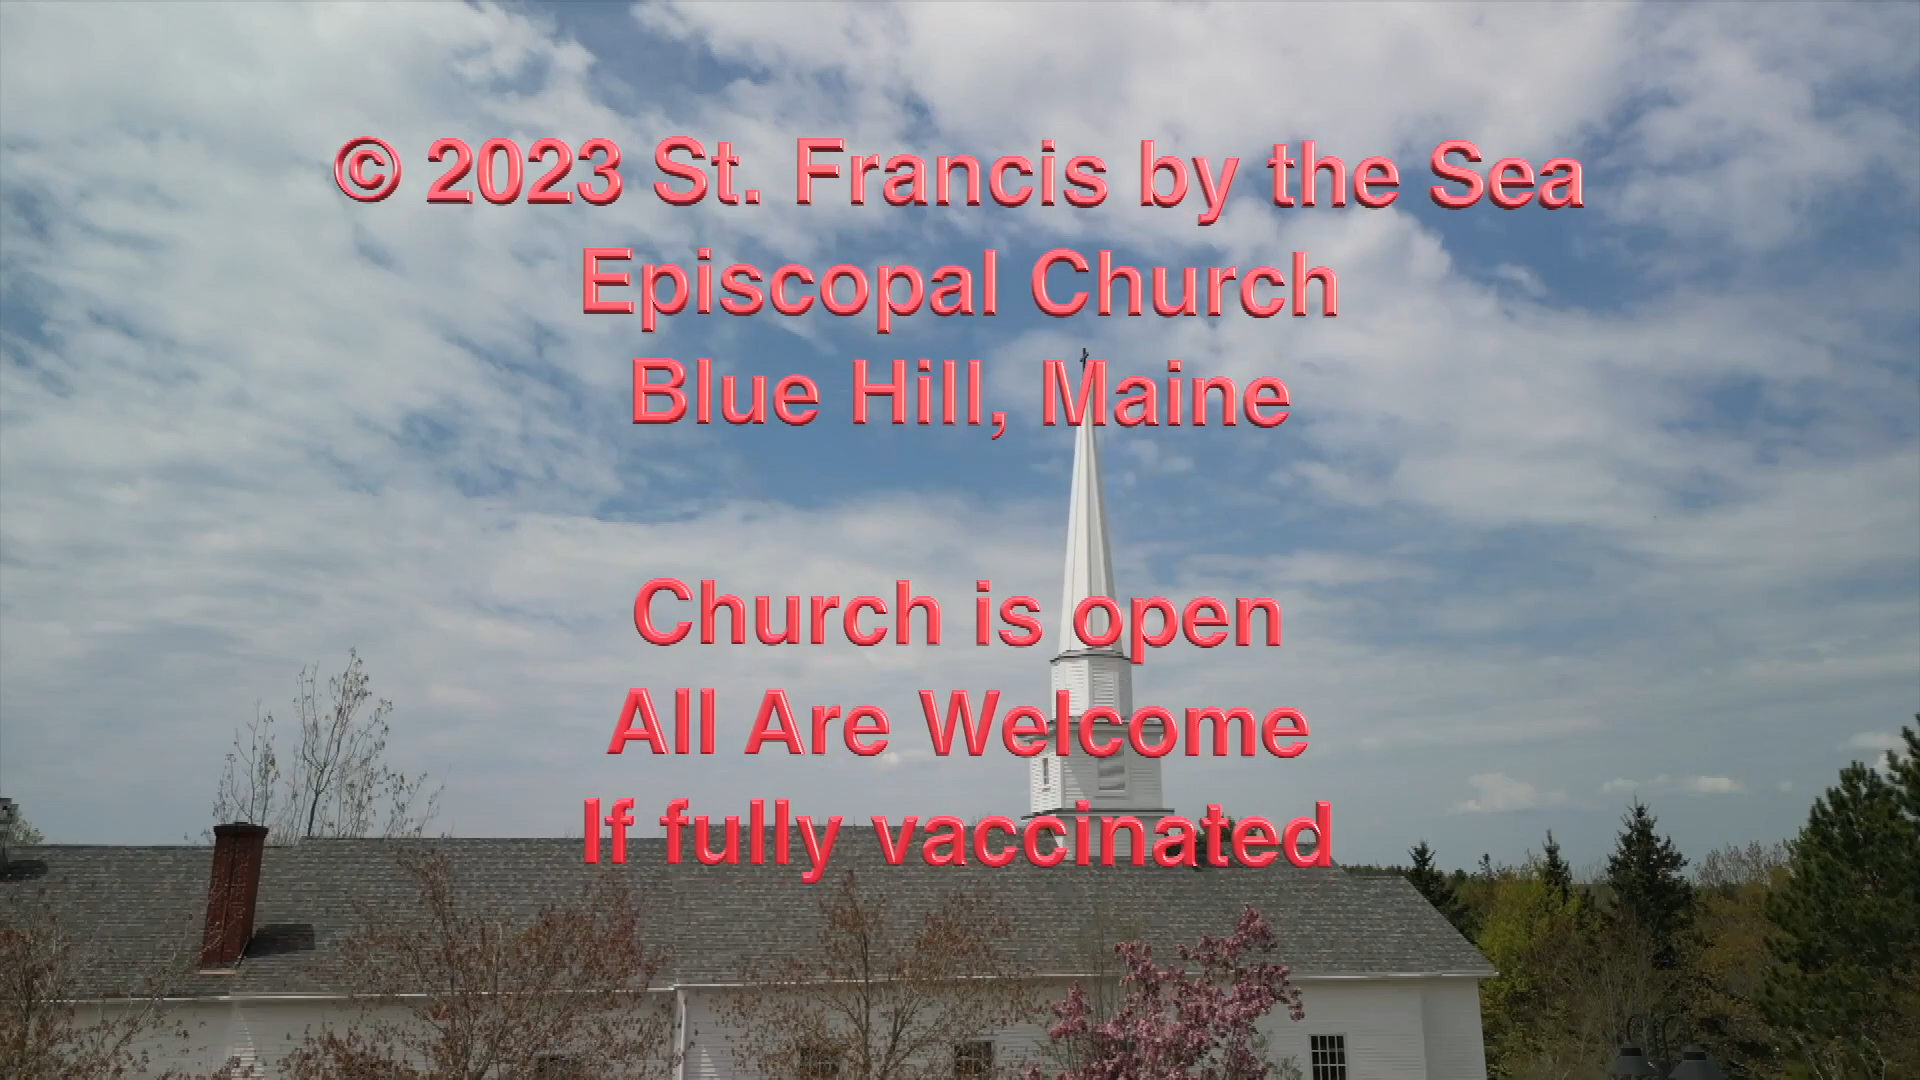 © 2023 St. Francis by the Sea
Episcopal Church
Blue Hill, Maine
Church is open
All Are Welcome
If fully vaccinated